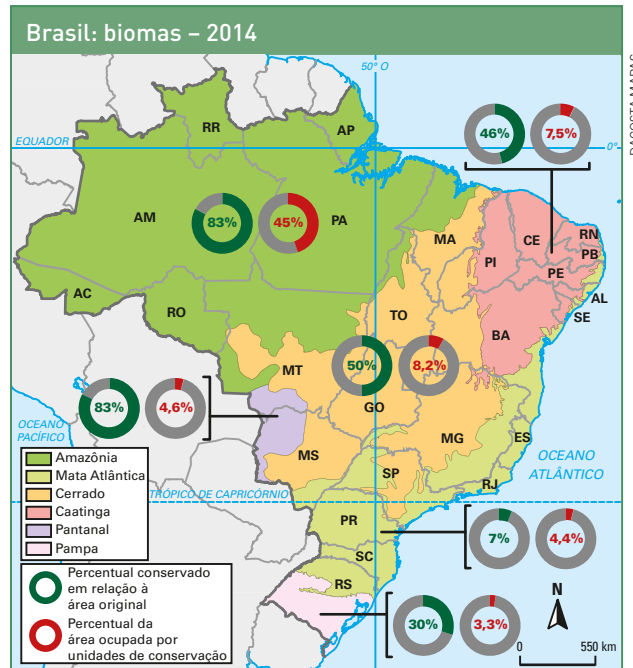 Brasil: biomas – 2014
DACOSTA MAPAS
50° O
EQUADOR
0°
RR
AP
AM
PA
AC
RO
MA
PI
CE
RN
PB
PE
AL
SE
BA
TO
MT
GO
MG
ES
MS
SP
RJ
PR
SC
RS
83%
45%
46%
7,5%
50%
8,2%
83%
4,6%
7%
4,4%
30%
3,3%
OCEANO
PACÍFICO
OCEANO
ATLÂNTICO
TRÓPICO DE CAPRICÓRNIO
Amazônia
Mata Atlântica
Cerrado
Caatinga
Pantanal
Pampa
Percentual conservado
em relação à
área original
Percentual da
área ocupada por
unidades de conservação
N
0 550 km